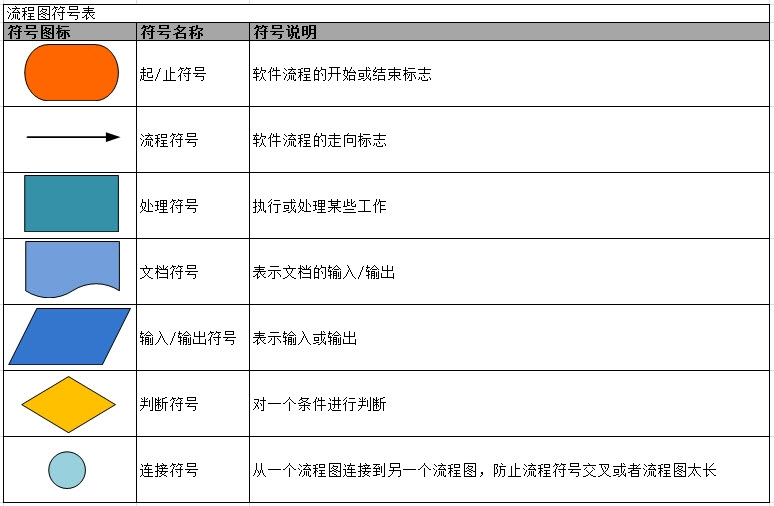 流程图符号表
符号图标 符号名称 符号说明
起/止符号 软件流程的开始或结束标志
流程符号 软件流程的走向标志
处理符号 执行或处理某些工作
文档符号 表示文档的输入/输出
输入/输出符号 表示输入或输出
判断符号 对一个条件进行判断
连接符号 从一个流程图连接到另一个流程图，防止流程符号交叉或者流程图太长